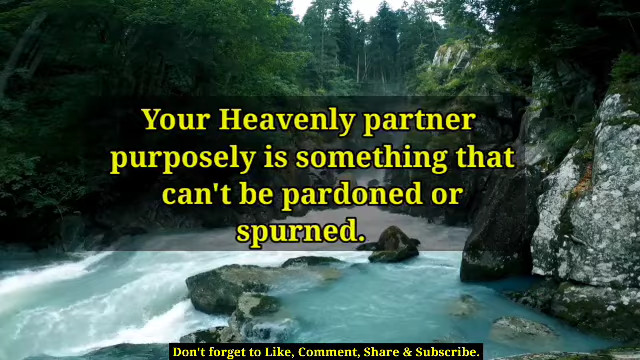 Your Heavenly partner
purposely is something that
can't be pardoned or
spurned.
Don't forget to Like, Comment, Share & Subscribe.